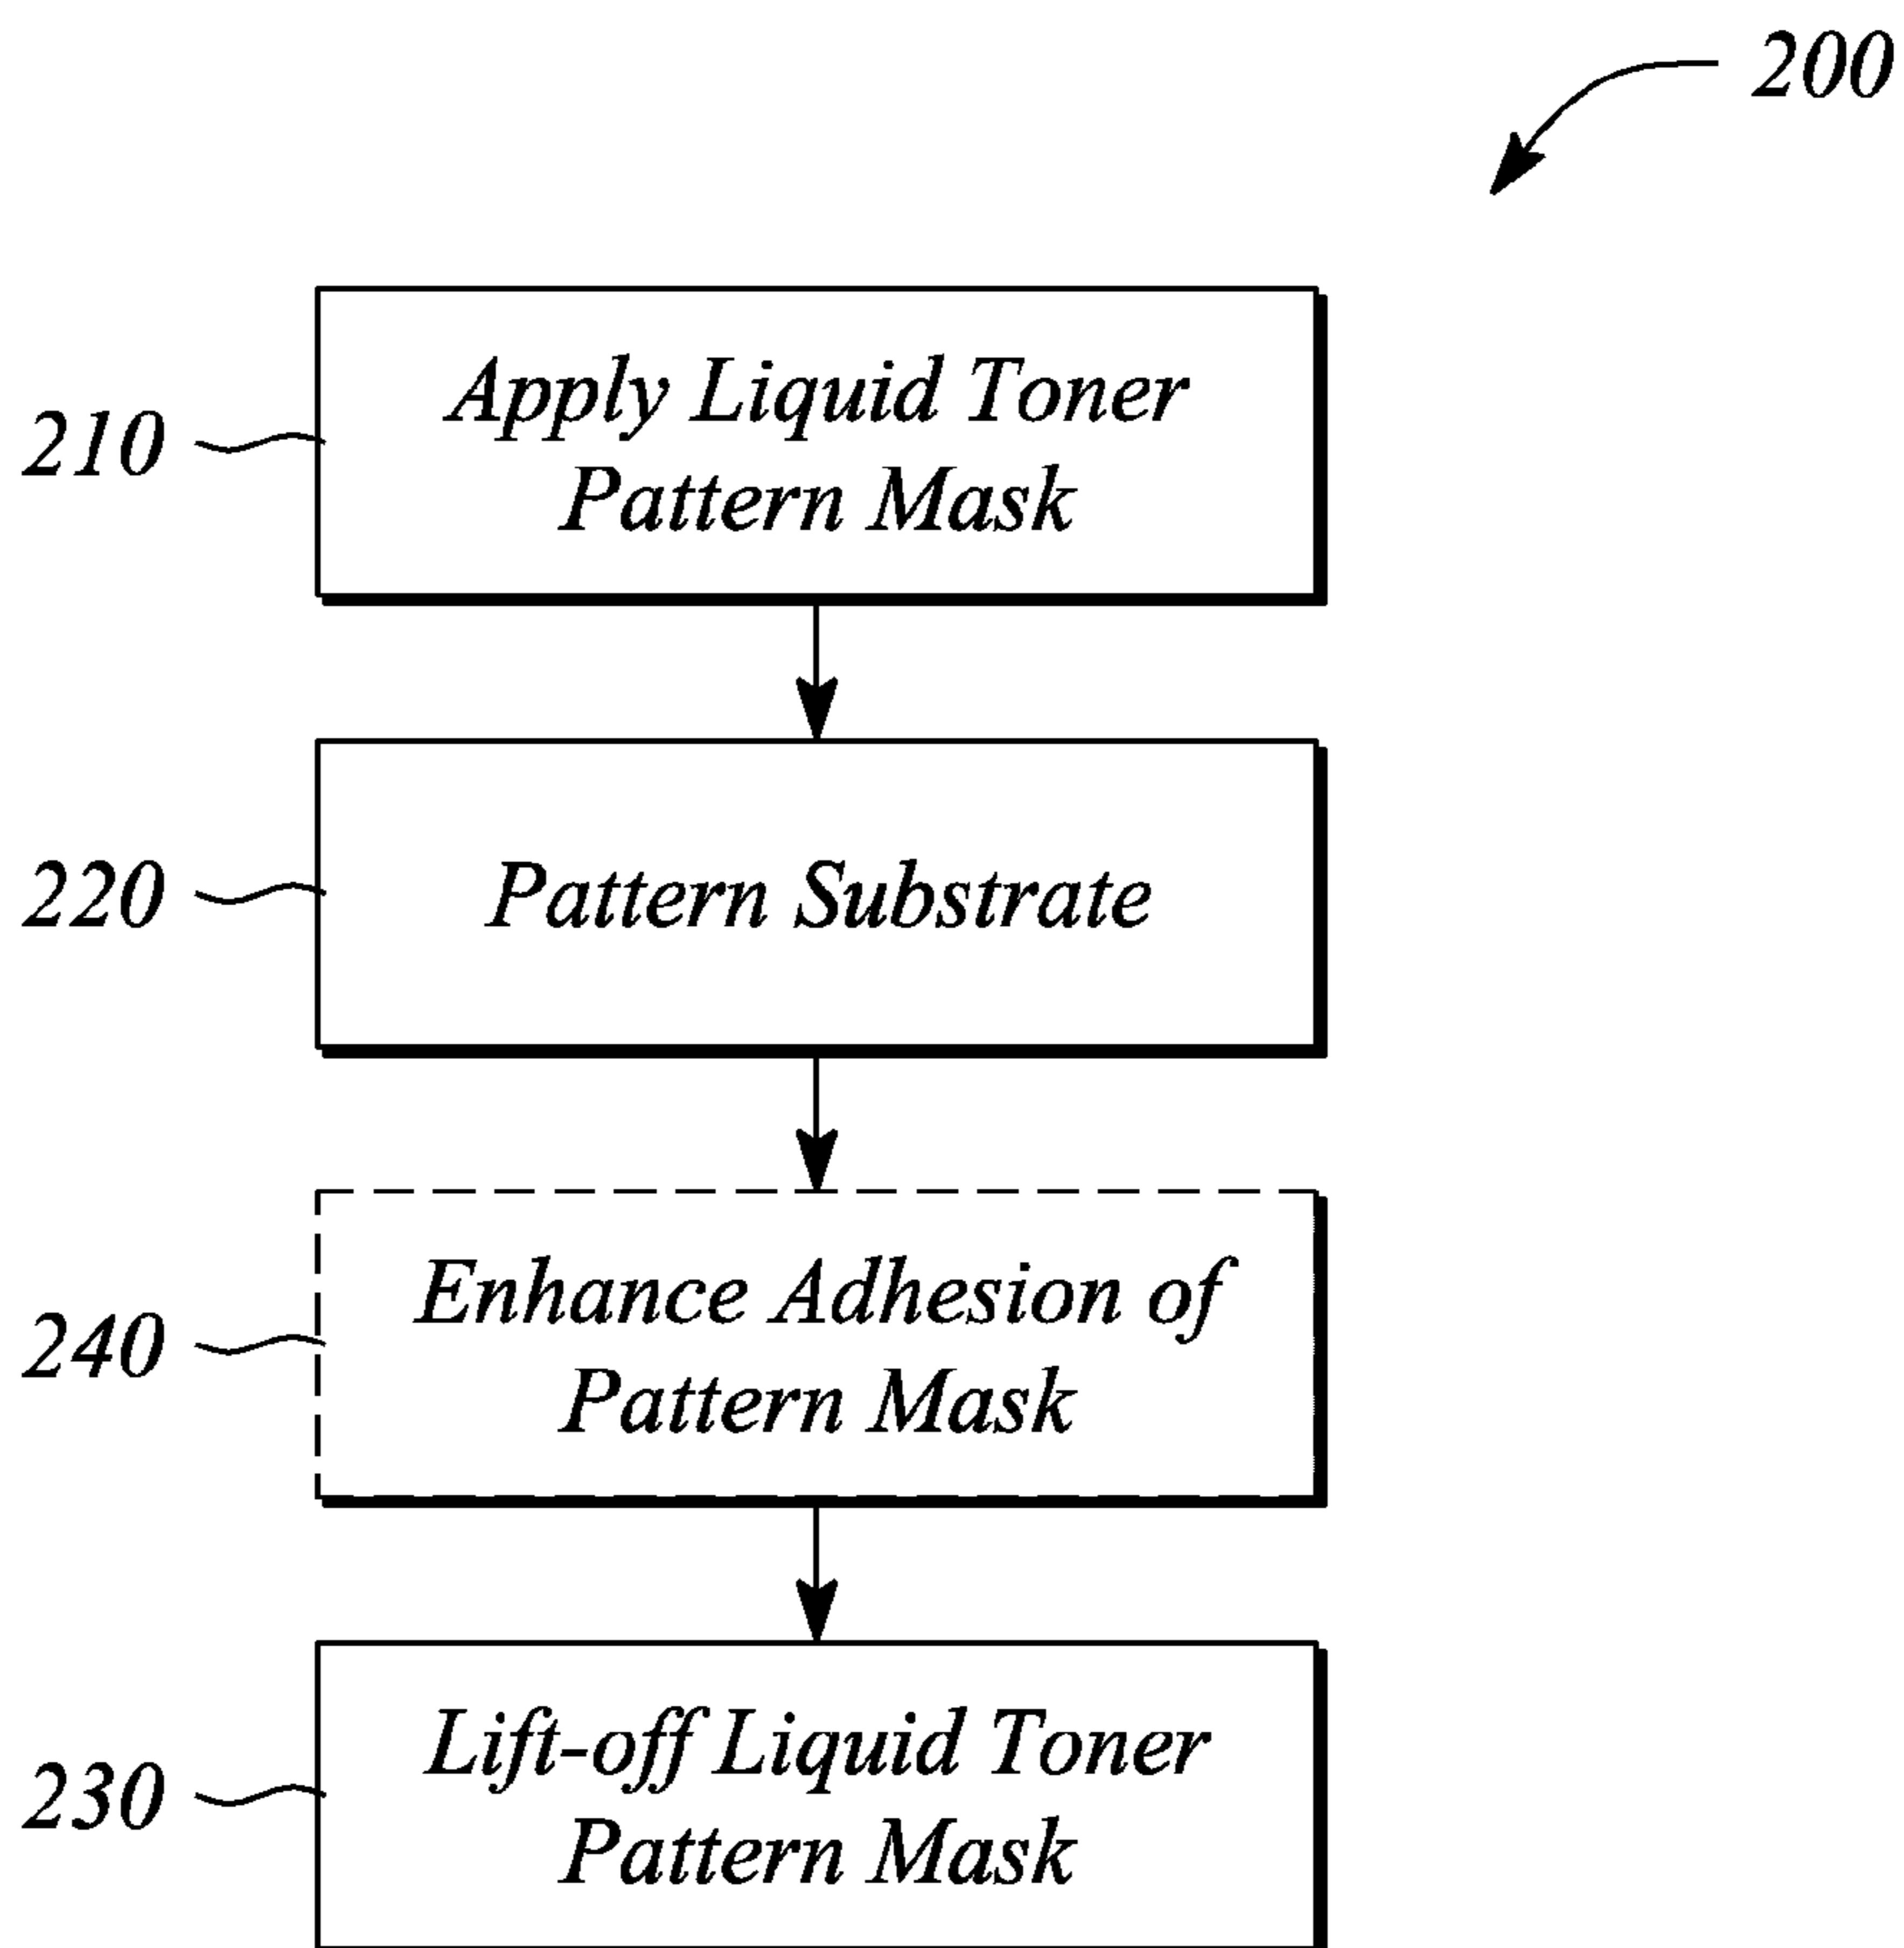 200
210
Apply Liquid Toner
Pattern Mask
220
Pattern Substrate
240
Enhance Adhesion of
Pattern Mask
230
Lift-off Liquid Toner
Pattern Mask